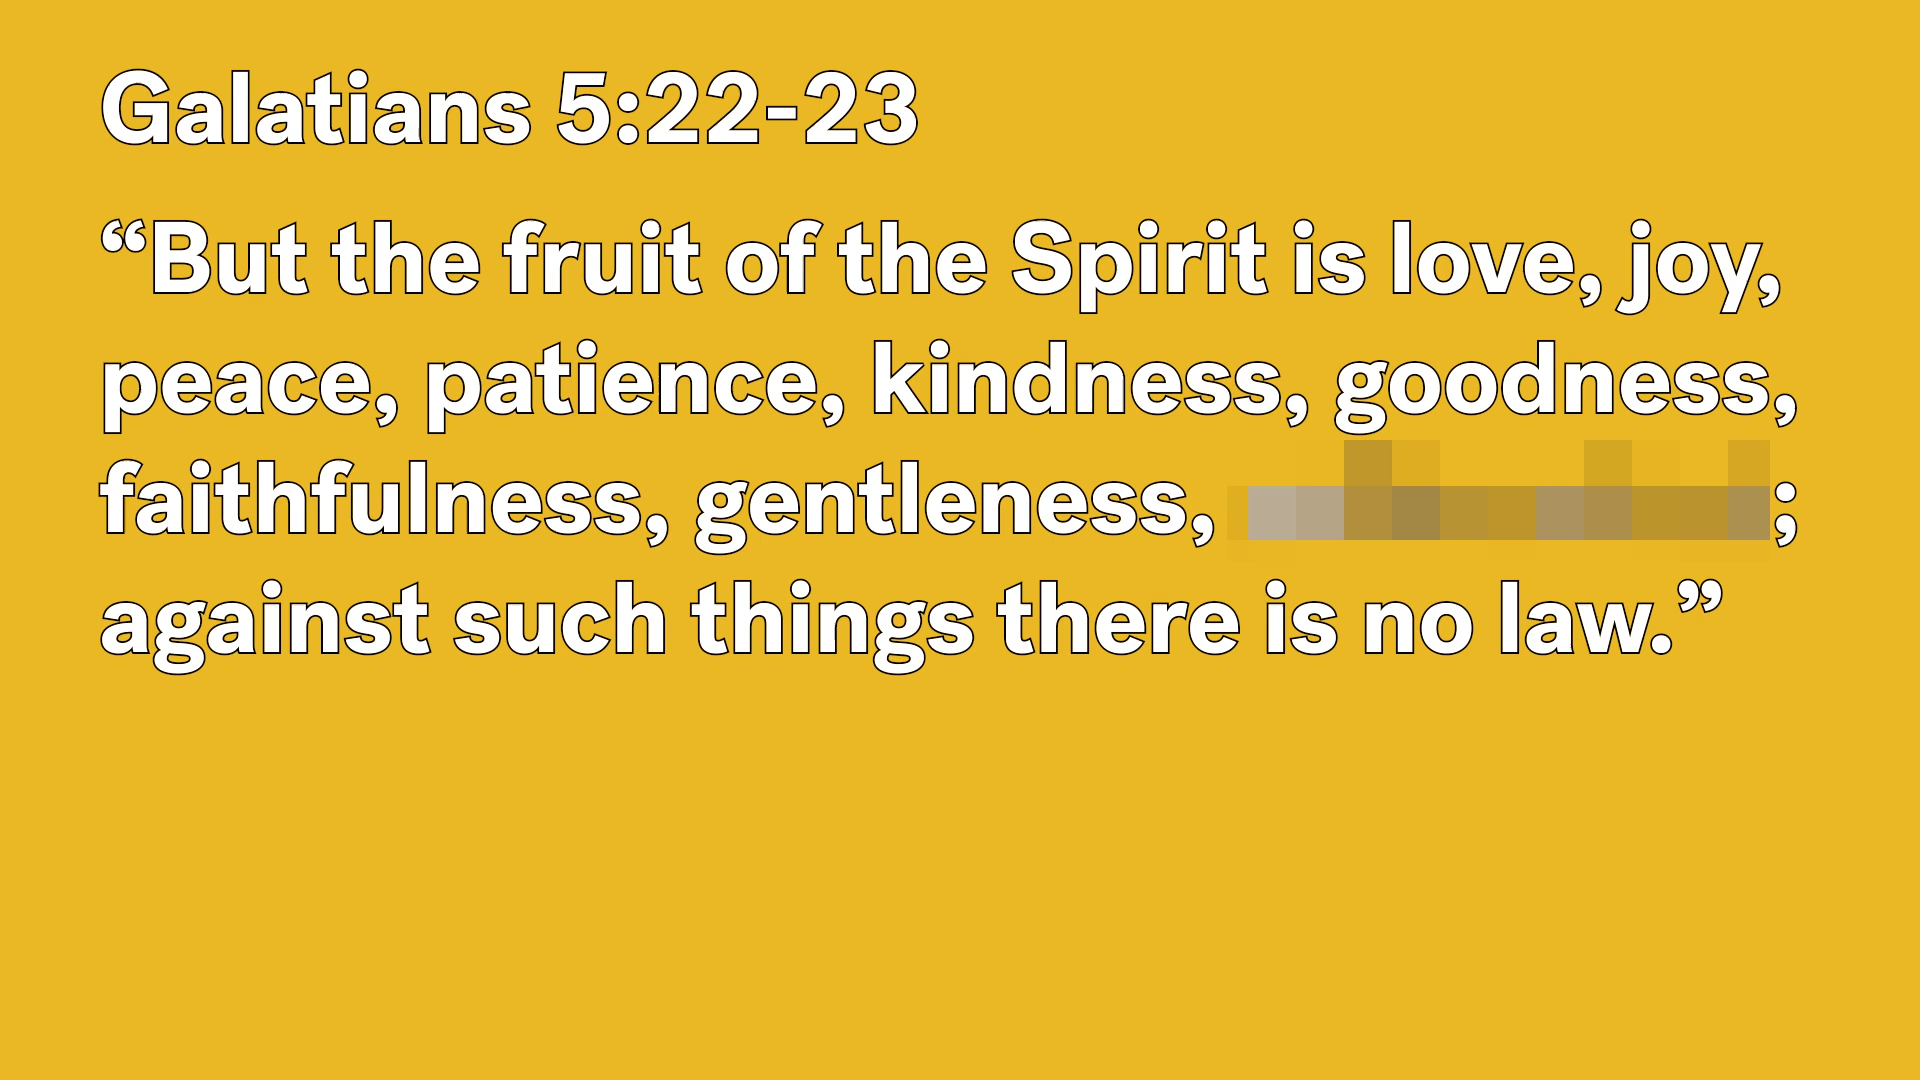 Galatians 5:22-23
“But the fruit of the Spirit is love, joy,
peace, patience, kindness, goodness,
faithfulness, gentleness, ;
against such things there is no law.”